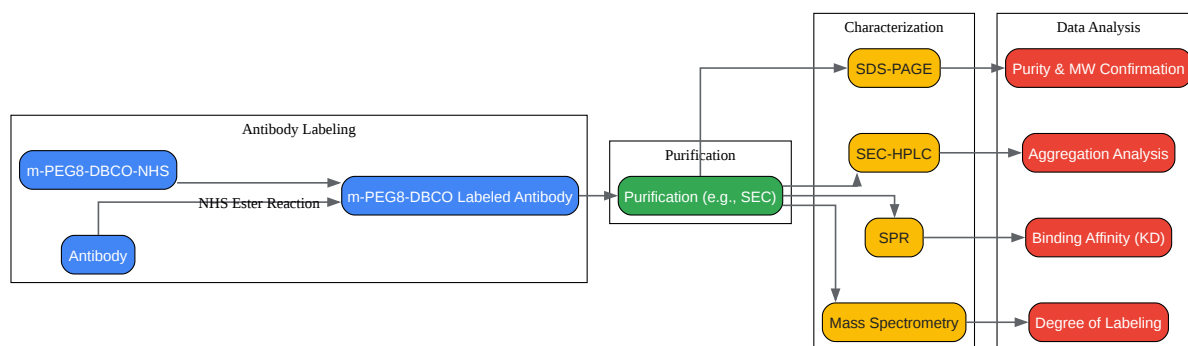 Antibody Labeling
m-PEG8-DBCO-NHS
Antibody
NHS Ester Reaction
m-PEG8-DBCO Labeled Antibody
Purification
Purification (e.g., SEC)
Characterization
SDS-PAGE
SEC-HPLC
SPR
Mass Spectrometry
Data Analysis
Purity & MW Confirmation
Aggregation Analysis
Binding Affinity (KD)
Degree of Labeling